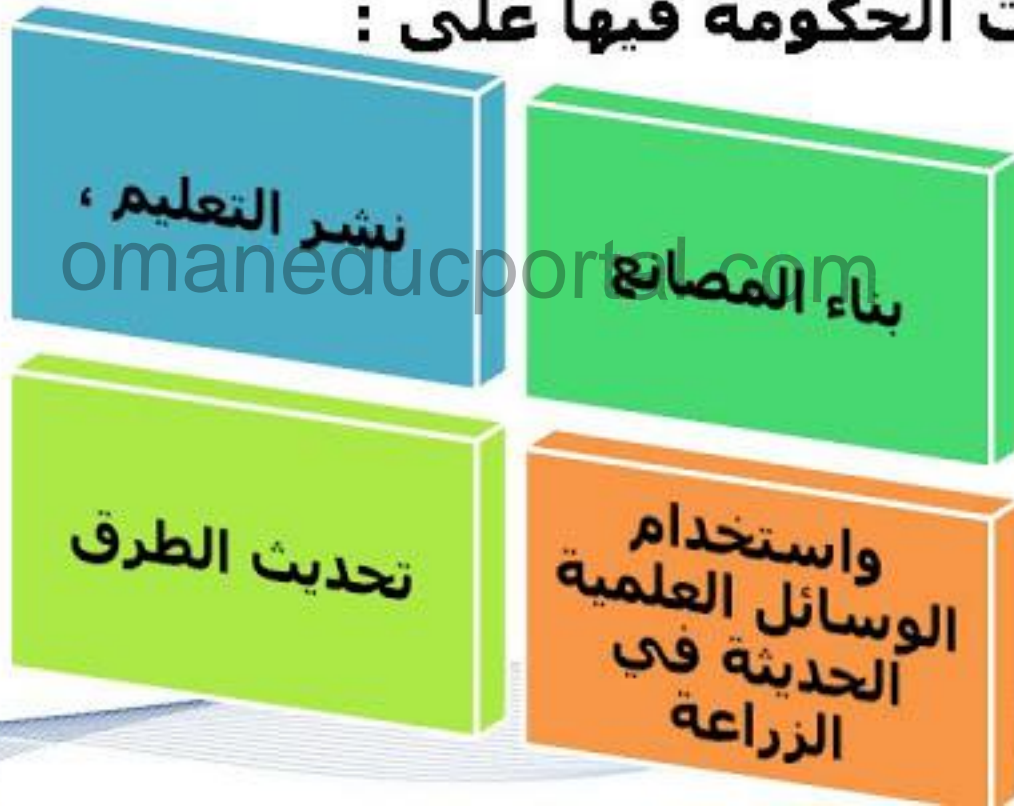 الحكومة فيها على :
بناء المصانع
نشر التعليم ،
واستخدام
الوسائل العلمية
الحديثة في
الزراعة
تحديث الطرق
omaneducportal.com